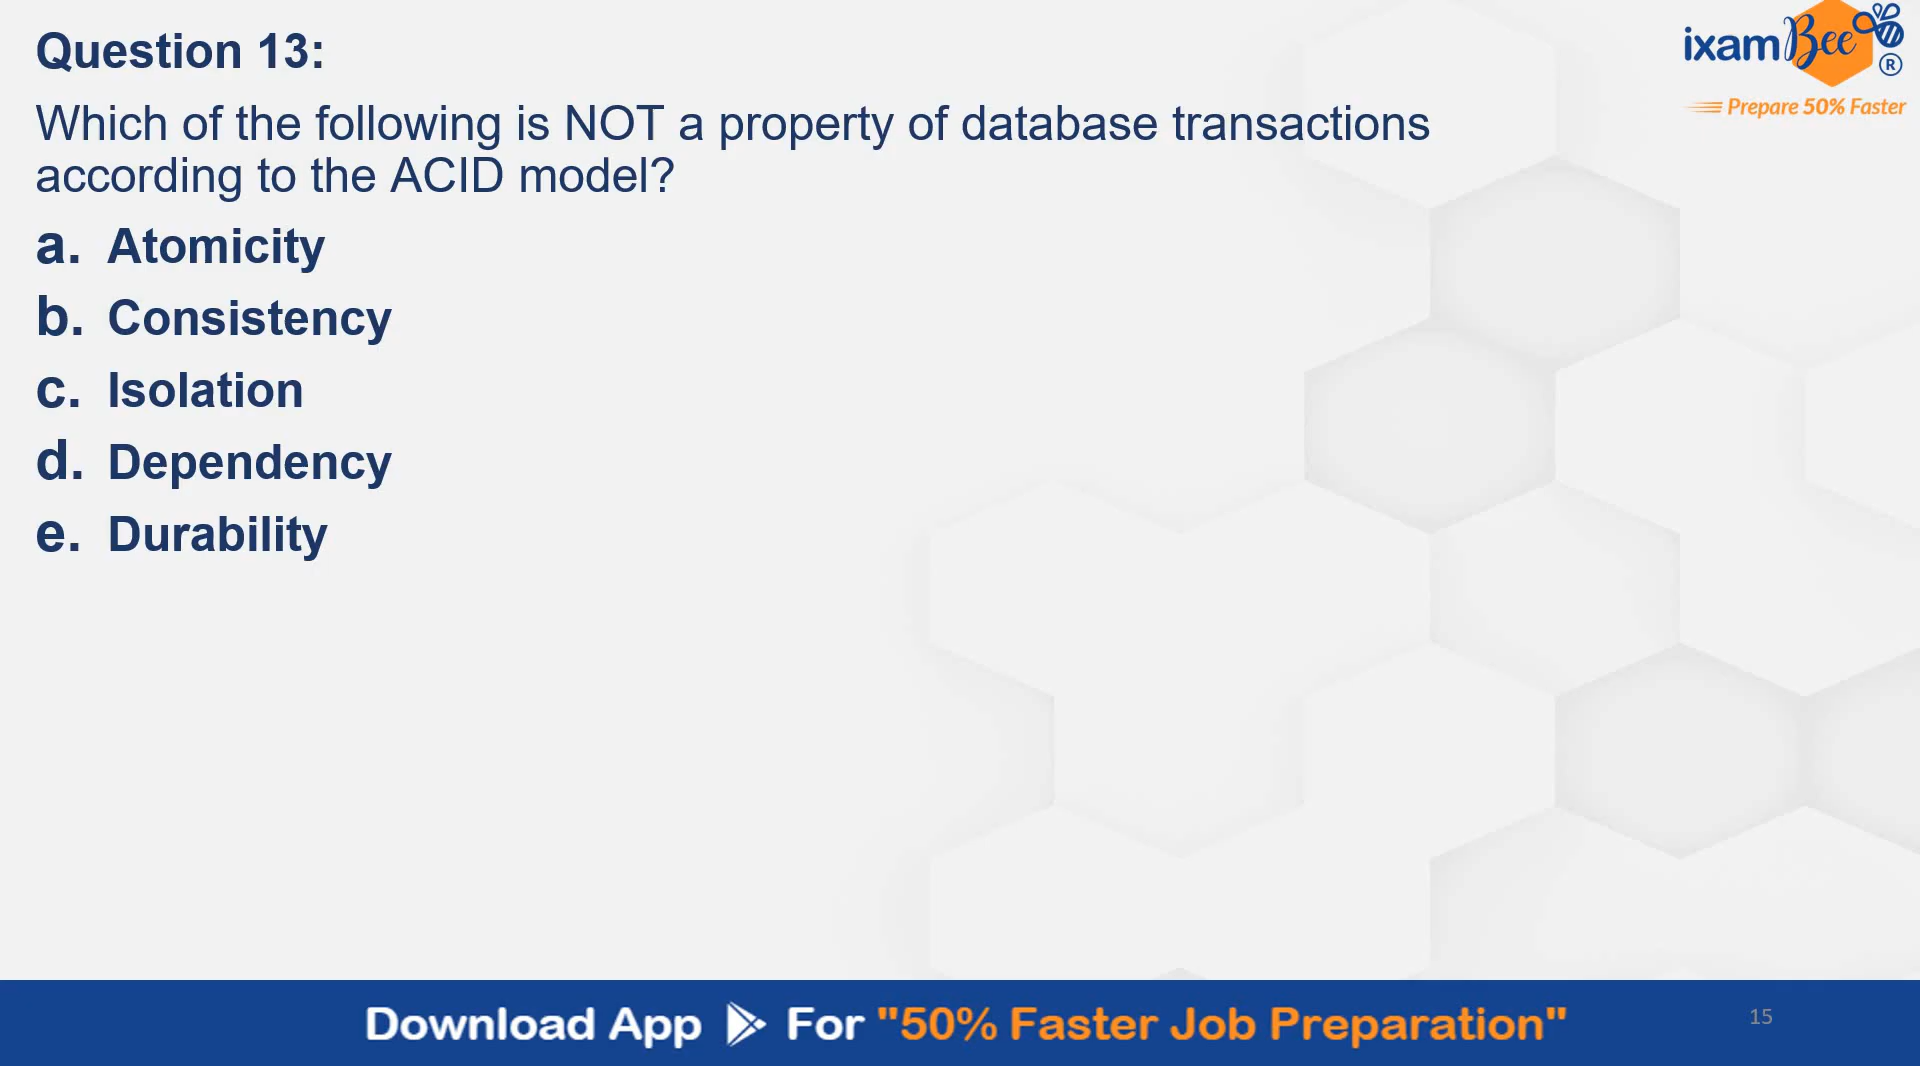 Question 13:
ixamBee®
Prepare 50% Faster
Which of the following is NOT a property of database transactions
according to the ACID model?
a. Atomicity
b. Consistency
c. Isolation
d. Dependency
e. Durability
Download App For "50% Faster Job Preparation"
15